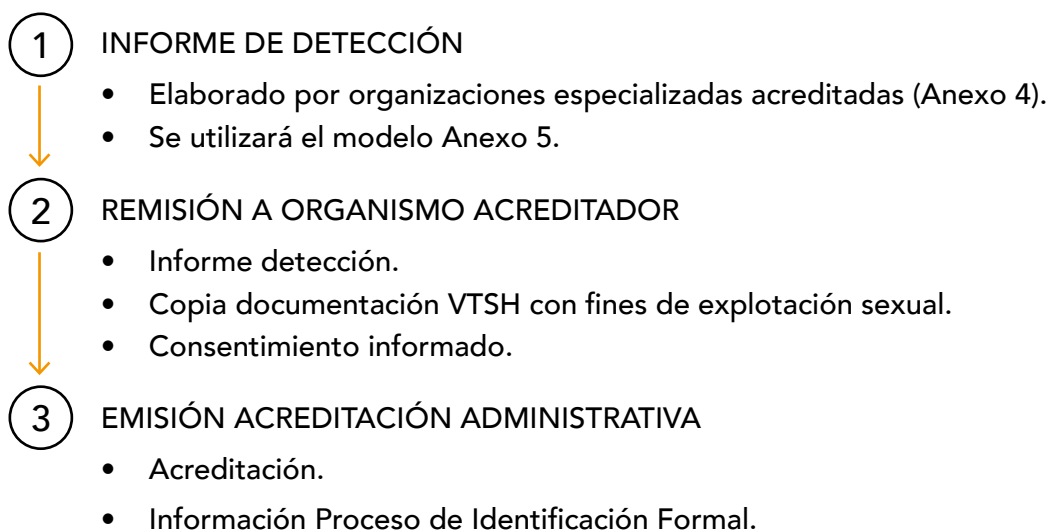 1 INFORME DE DETECCIÓN
• Elaborado por organizaciones especializadas acreditadas (Anexo 4).
• Se utilizará el modelo Anexo 5.
2 REMISIÓN A ORGANISMO ACREDITADOR
• Informe detección.
• Copia documentación VTSH con fines de explotación sexual.
• Consentimiento informado.
3 EMISIÓN ACREDITACIÓN ADMINISTRATIVA
• Acreditación.
• Información Proceso de Identificación Formal.